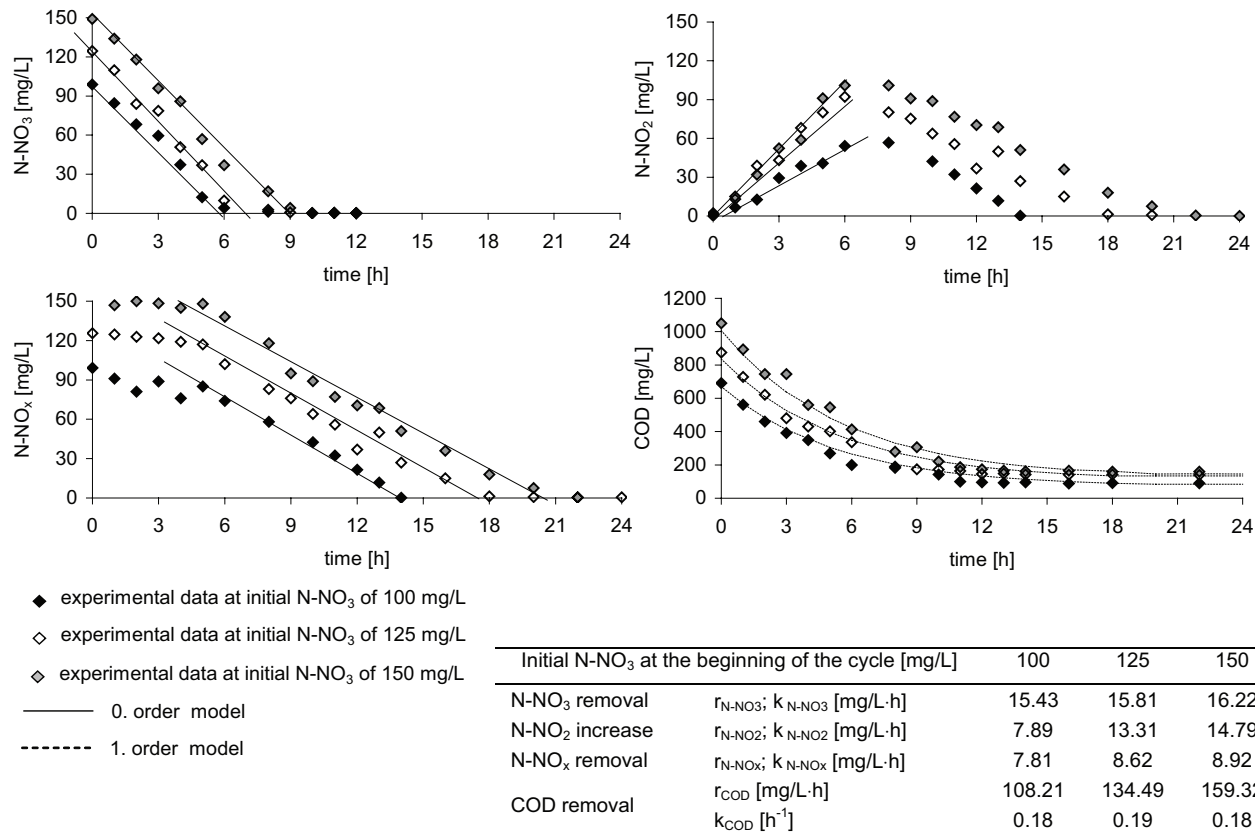 N-NO3 [mg/L]
150
120
90
60
30
0
0 3 6 9 12 15 18 21 24
time [h]
N-NO2 [mg/L]
150
120
90
60
30
0
0 3 6 9 12 15 18 21 24
time [h]
N-NOx [mg/L]
150
120
90
60
30
0
0 3 6 9 12 15 18 21 24
time [h]
COD [mg/L]
1200
1000
800
600
400
200
0
0 3 6 9 12 15 18 21 24
time [h]
experimental data at initial N-NO3 of 100 mg/L
experimental data at initial N-NO3 of 125 mg/L
experimental data at initial N-NO3 of 150 mg/L
0. order model
1. order model
Initial N-NO3 at the beginning of the cycle [mg/L] 100 125 150
N-NO3 removal rN-NO3; k N-NO3 [mg/L·h] 15.43 15.81 16.22
N-NO2 increase rN-NO2; k N-NO2 [mg/L·h] 7.89 13.31 14.79
N-NOx removal rN-NOx; k N-NOx [mg/L·h] 7.81 8.62 8.92
COD removal
rCOD [mg/L·h] 108.21 134.49 159.32
kCOD [h-1] 0.18 0.19 0.18